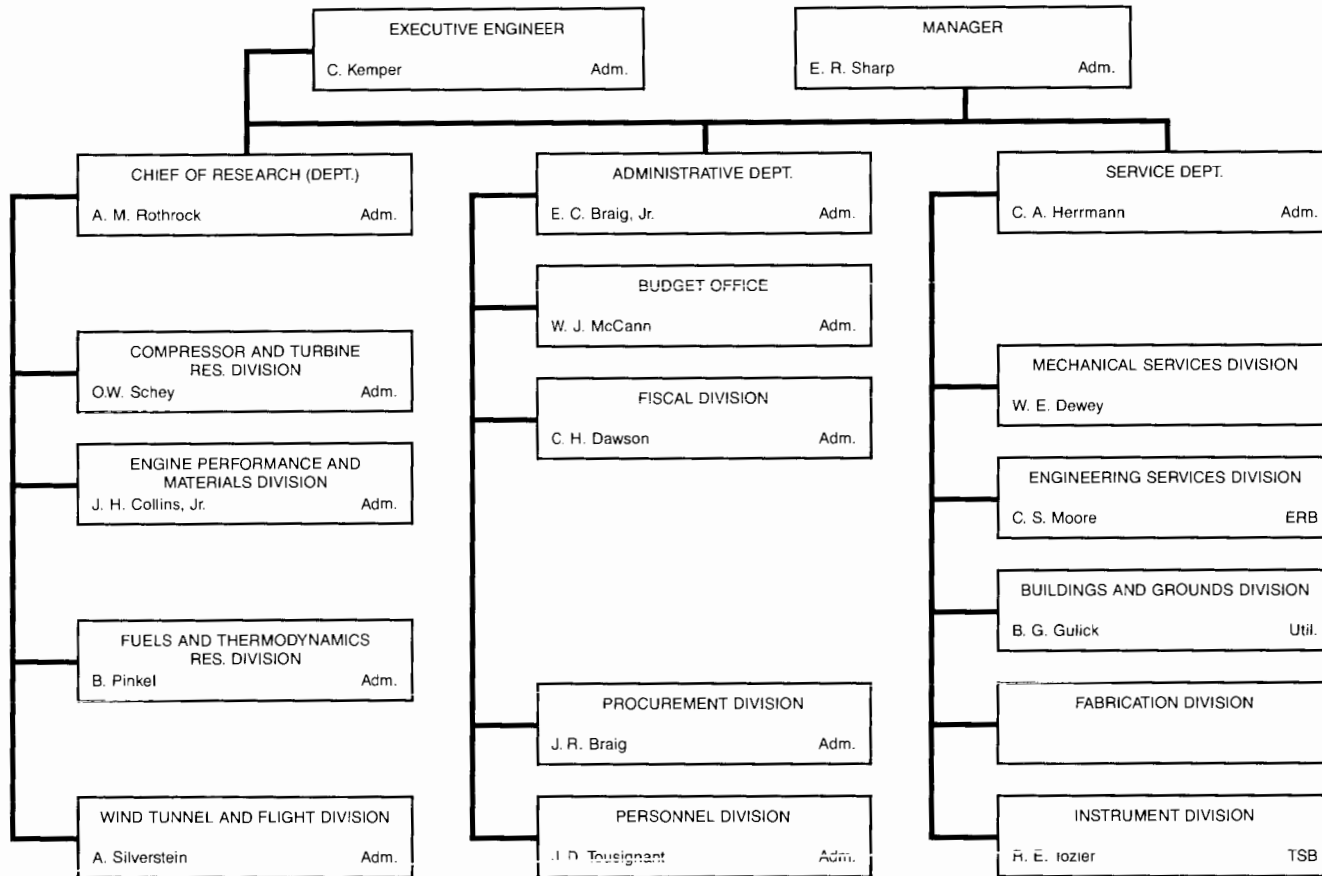 EXECUTIVE ENGINEER
C. Kemper Adm.
MANAGER
E. R. Sharp Adm.
CHIEF OF RESEARCH (DEPT.)
A. M. Rothrock Adm.
COMPRESSOR AND TURBINE
RES. DIVISION
O.W. Schey Adm.
ENGINE PERFORMANCE AND
MATERIALS DIVISION
J. H. Collins, Jr. Adm.
FUELS AND THERMODYNAMICS
RES. DIVISION
B. Pinkel Adm.
WIND TUNNEL AND FLIGHT DIVISION
A. Silverstein Adm.
ADMINISTRATIVE DEPT.
E. C. Braig, Jr. Adm.
BUDGET OFFICE
W. J. McCann Adm.
FISCAL DIVISION
C. H. Dawson Adm.
PROCUREMENT DIVISION
J. R. Braig Adm.
PERSONNEL DIVISION
J. D. Tousignant Adm.
SERVICE DEPT.
C. A. Herrmann Adm.
MECHANICAL SERVICES DIVISION
W. E. Dewey
ENGINEERING SERVICES DIVISION
C. S. Moore ERB
BUILDINGS AND GROUNDS DIVISION
B. G. Gulick Util.
FABRICATION DIVISION
INSTRUMENT DIVISION
R. E. Tozier TSB